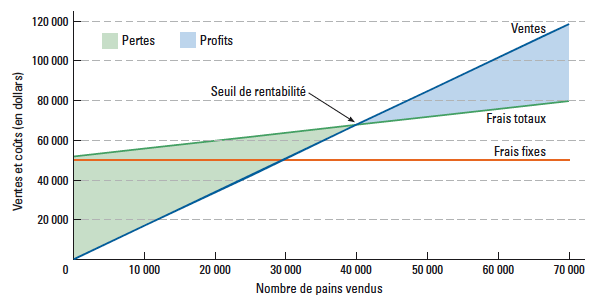 120 000
Ventes
Pertes
Profits
100 000
Seuil de rentabilité
80 000
Frais totaux
60 000
Frais fixes
40 000
20 000
Ventes et coûts (en dollars)
0
10 000
20 000
30 000
40 000
50 000
60 000
70 000
Nombre de pains vendus